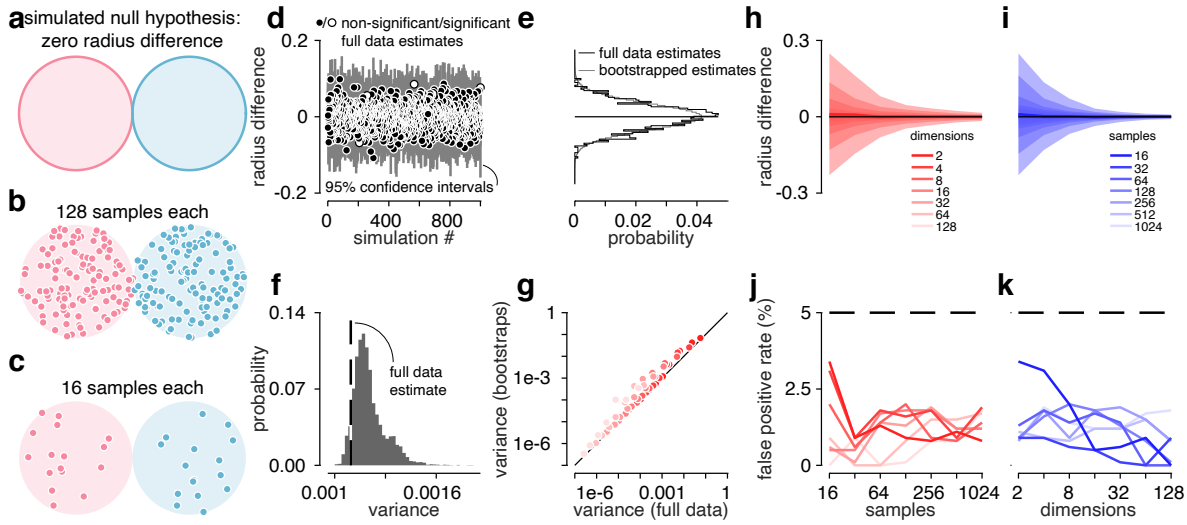 a
simulated null hypothesis:
zero radius difference
b
128 samples each
c
16 samples each
d
●/○ non-significant/significant
full data estimates
radius difference
0.2
0
-0.2
95% confidence intervals
0
400
800
simulation #
e
full data estimates
bootstrapped estimates
0
0.02
0.04
probability
f
probability
0.14
0.07
0.00
full data
estimate
0.001
0.0016
variance
g
variance (bootstraps)
1
1e-3
1e-6
1e-6
0.001
1
variance (full data)
h
radius difference
0.3
0
-0.3
dimensions
2
4
8
16
32
64
128
i
samples
16
32
64
128
256
512
1024
j
false positive rate (%)
5
2.5
0
16
64
256
1024
samples
k
2
8
32
128
dimensions